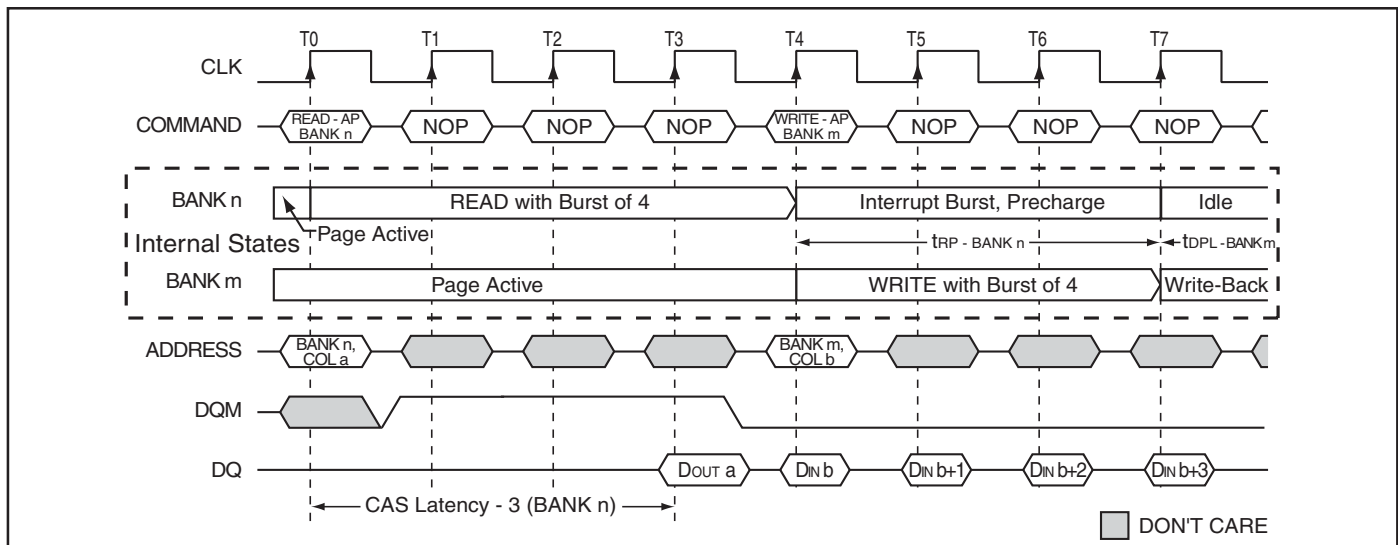 T0 T1 T2 T3 T4 T5 T6 T7
CLK
COMMAND READ - AP BANK n NOP NOP NOP WRITE - AP BANK m NOP NOP NOP
BANK n READ with Burst of 4 Interrupt Burst, Precharge Idle
Internal States Page Active tRP - BANK n tDPL - BANK m
BANK m Page Active WRITE with Burst of 4 Write-Back
ADDRESS BANK n, COL a BANK m, COL b
DQM
DQ DOUT a DIN b DIN b+1 DIN b+2 DIN b+3
CAS Latency - 3 (BANK n)
DON'T CARE